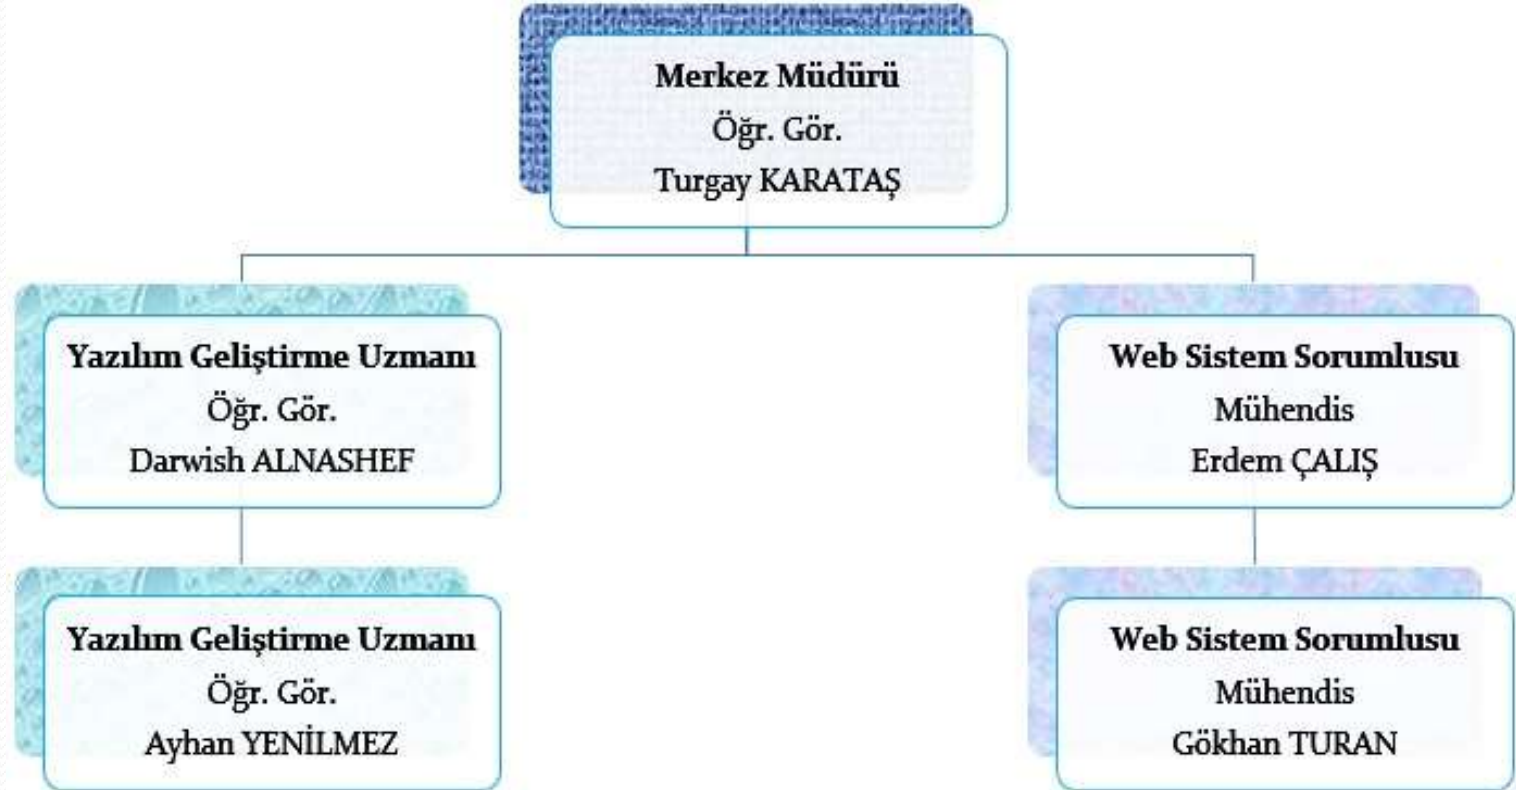 Merkez Müdürü
Öğr. Gör.
Turgay KARATAŞ
Yazılım Geliştirme Uzmanı
Öğr. Gör.
Darwish ALNASHEF
Web Sistem Sorumlusu
Mühendis
Erdem ÇALIŞ
Yazılım Geliştirme Uzmanı
Öğr. Gör.
Ayhan YENİLMEZ
Web Sistem Sorumlusu
Mühendis
Gökhan TURAN